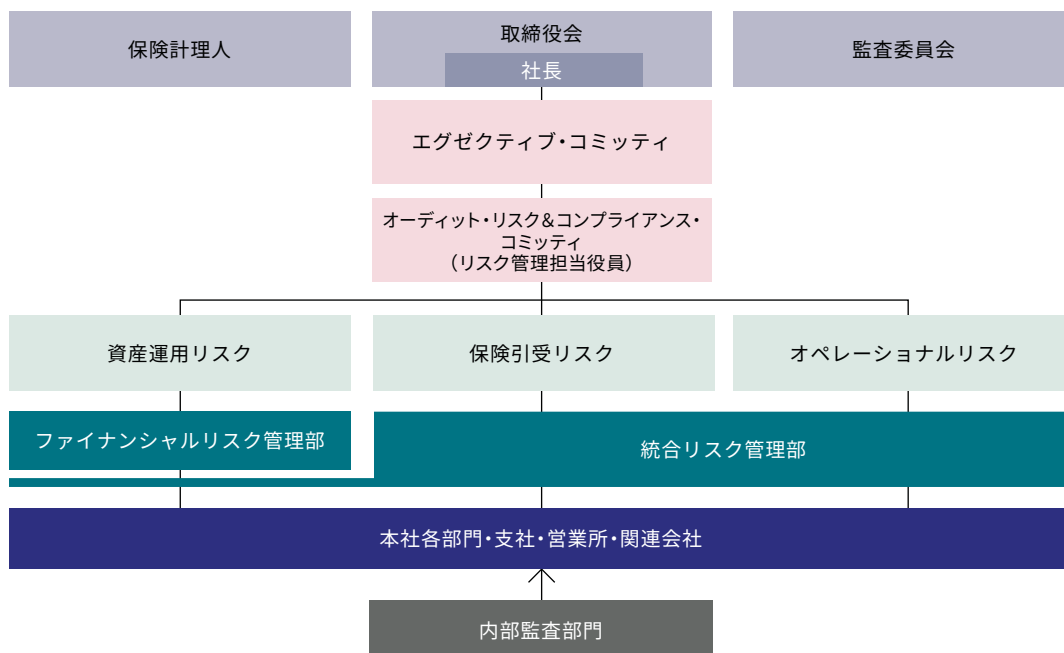 保険計理人
取締役会
社長
監査委員会
エグゼクティブ・コミッティ
オーディット・リスク&コンプライアンス・
コミッティ
（リスク管理担当役員）
資産運用リスク
保険引受リスク
オペレーショナルリスク
ファイナンシャルリスク管理部
統合リスク管理部
本社各部門・支社・営業所・関連会社
内部監査部門